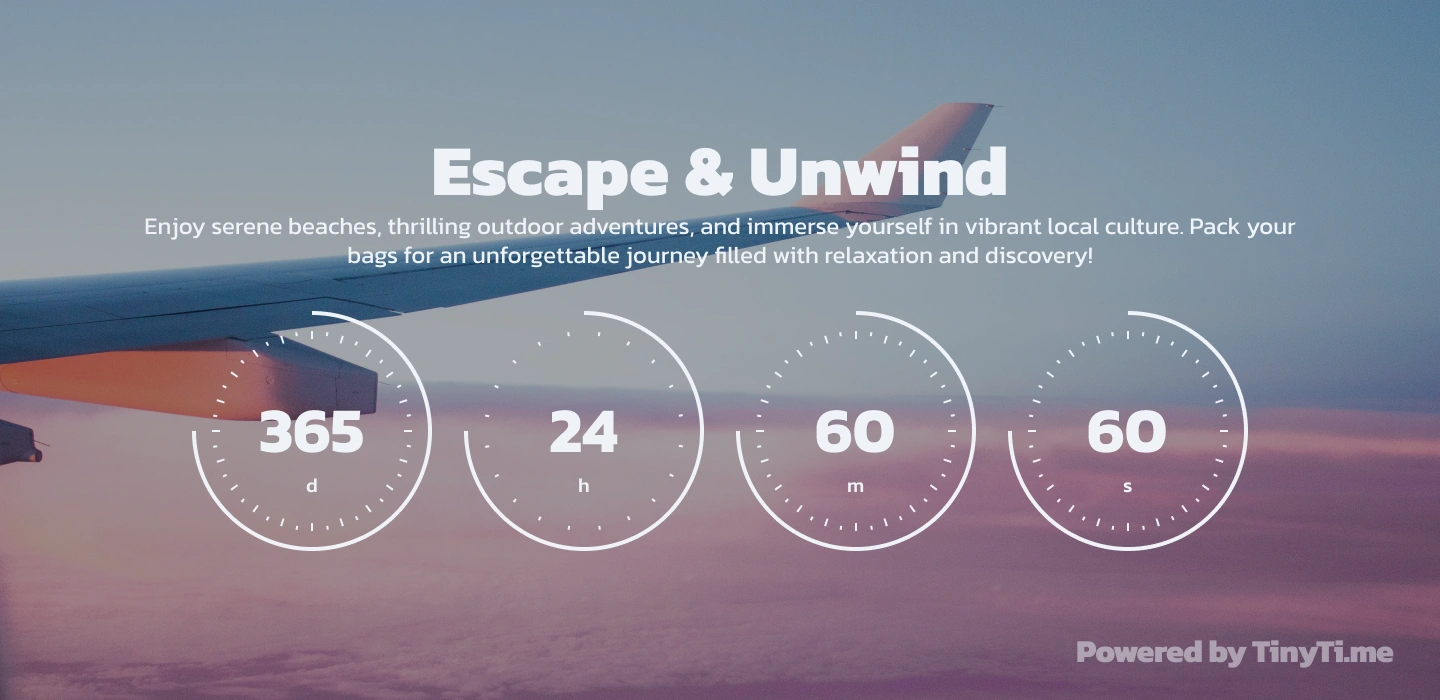 Escape & Unwind
Enjoy serene beaches, thrilling outdoor adventures, and immerse yourself in vibrant local culture. Pack your
bags for an unforgettable journey filled with relaxation and discovery!
365 24 60 60
d h m s
Powered by TinyTi.me